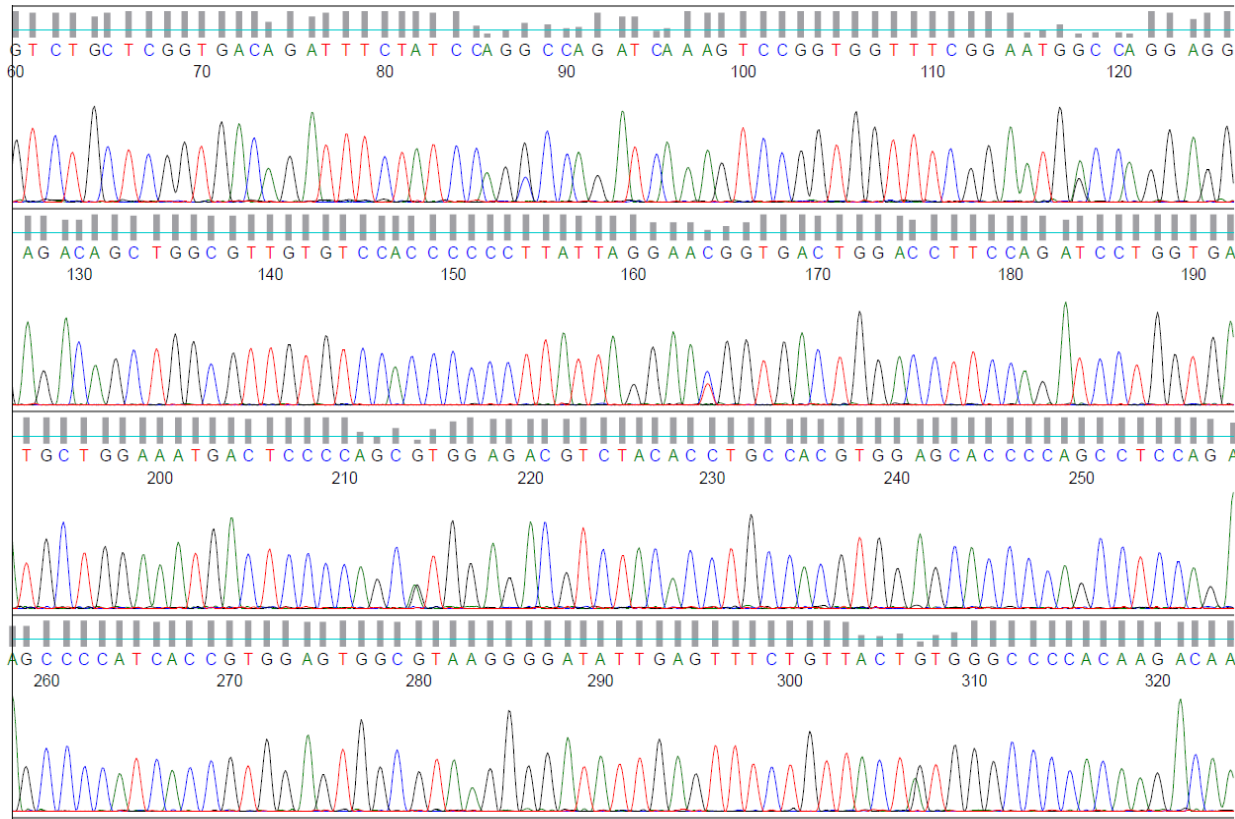 GTCTGCTCGGTGACAGATTTCTATCCAGGCCAGATCAAAGTCCGGTGGTTTCGGAATGGCCAGGAGG
60 70 80 90 100 110 120
AGACAGCTGGCGTTGTGTCCACCCCCCTTATTAGGAACGGTGACTGGACCTTCCAGATCCTGGTGA
130 140 150 160 170 180 190
TGCTGGAAATGACTCCCCAGCGTGGAGACGTCTACACCTGCCACGTGGAGCACCCCAGCCTCCAGA
200 210 220 230 240 250
AGCCCCATCACCGTGGAGTGGCGTAAGGGGATATTGAGTTTCTGTTACTGTGGGCCCCACAAGACAA
260 270 280 290 300 310 320